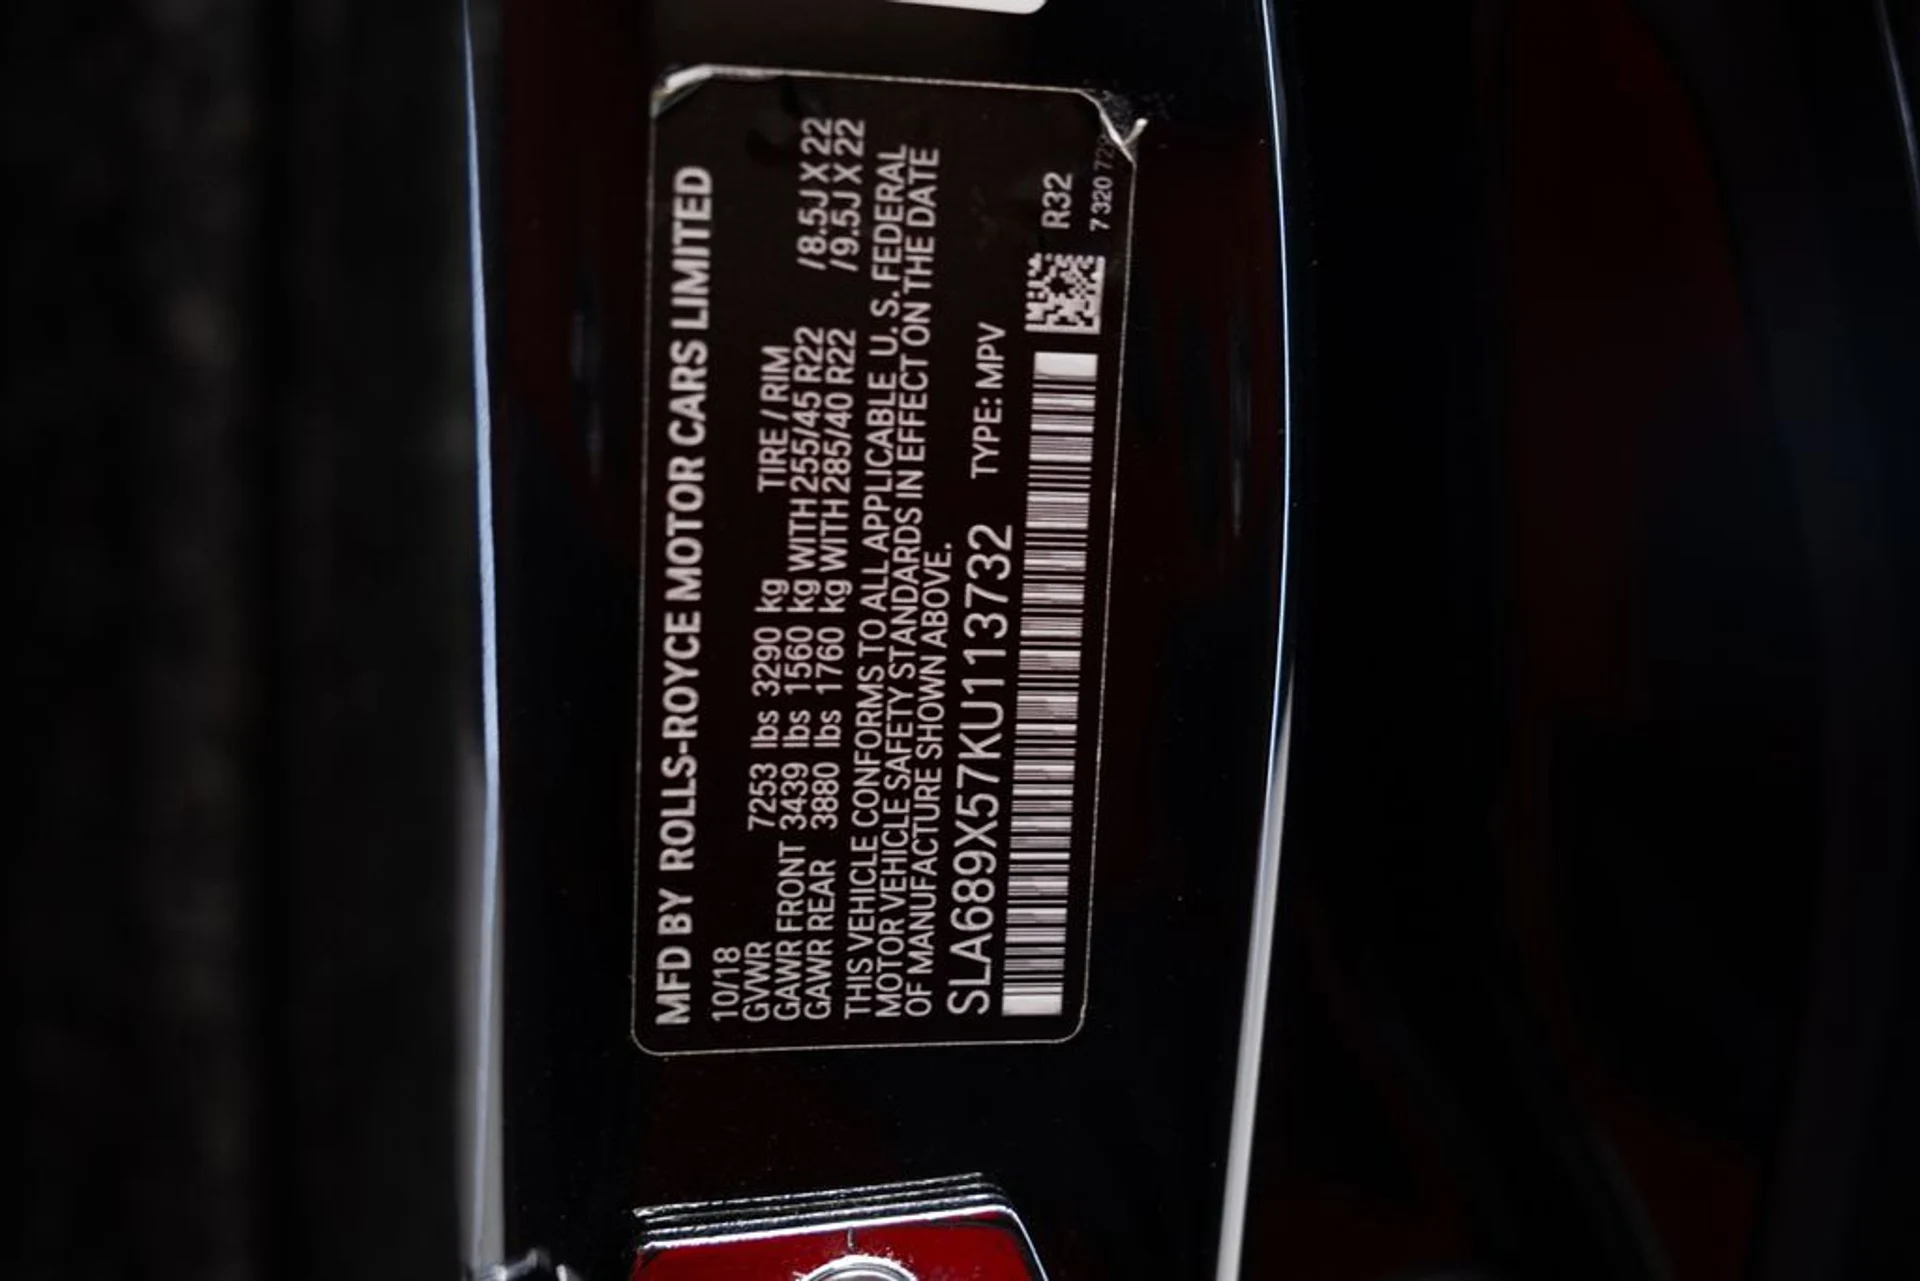 MFD BY ROLLS-ROYCE MOTOR CARS LIMITED
10/18 TIRE / RIM
GVWR 7253 lbs 3290 kg
GAWR FRONT 3439 lbs 1560 kg WITH 255/45 R22 /8.5J X 22
GAWR REAR 3880 lbs 1760 kg WITH 285/40 R22 /9.5J X 22
THIS VEHICLE CONFORMS TO ALL APPLICABLE U.S. FEDERAL
MOTOR VEHICLE SAFETY STANDARDS IN EFFECT ON THE DATE
OF MANUFACTURE SHOWN ABOVE.
SLA689X57KU113732 TYPE: MPV
R32
7 320